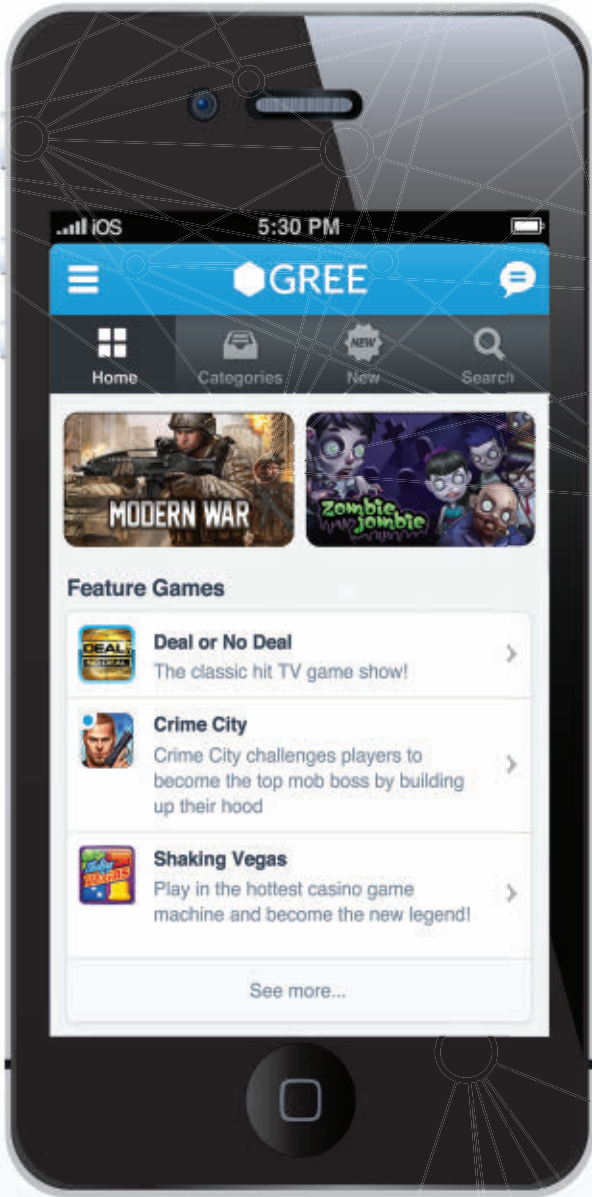 iOS 5:30 PM
GREE
Home Categories NEW New Search
MODERN WAR
zombie jombie
Feature Games
DEAL NO DEAL
Deal or No Deal
The classic hit TV game show!
Crime City
Crime City challenges players to
become the top mob boss by building
up their hood
VEGAS
Shaking Vegas
Play in the hottest casino game
machine and become the new legend!
See more...